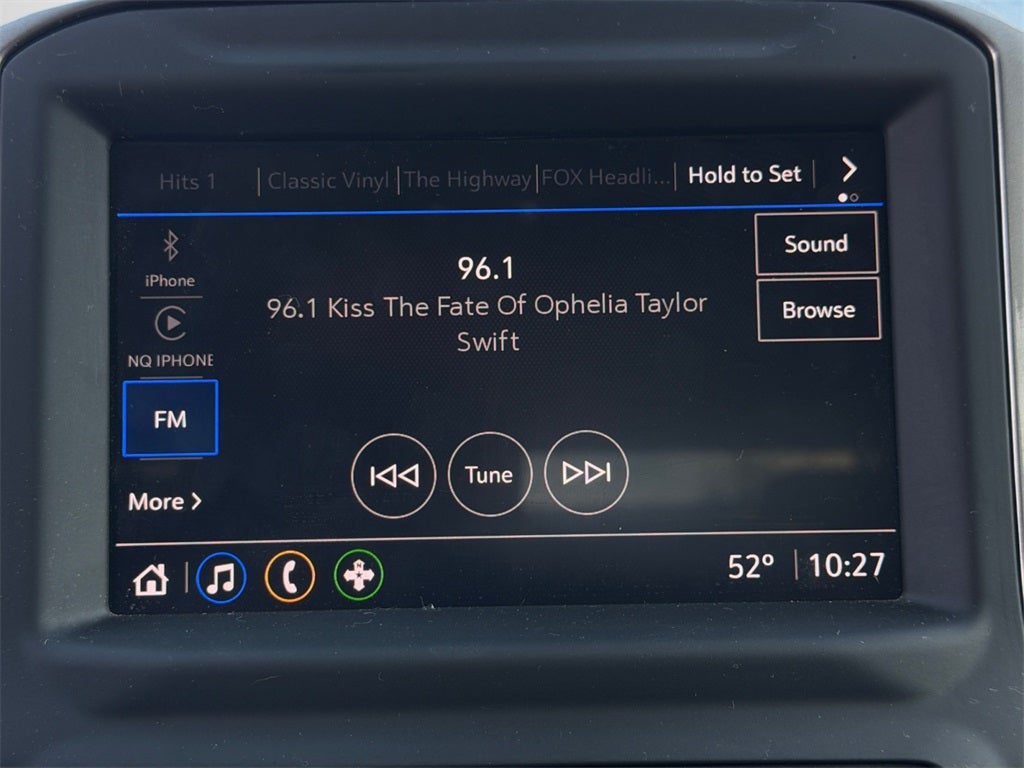 Hits 1 Classic Vinyl The Highway FOX Headli... Hold to Set
iPhone
NQ IPHONE
FM
More
96.1
96.1 Kiss The Fate Of Ophelia Taylor
Swift
Sound
Browse
Tune
52º 10:27